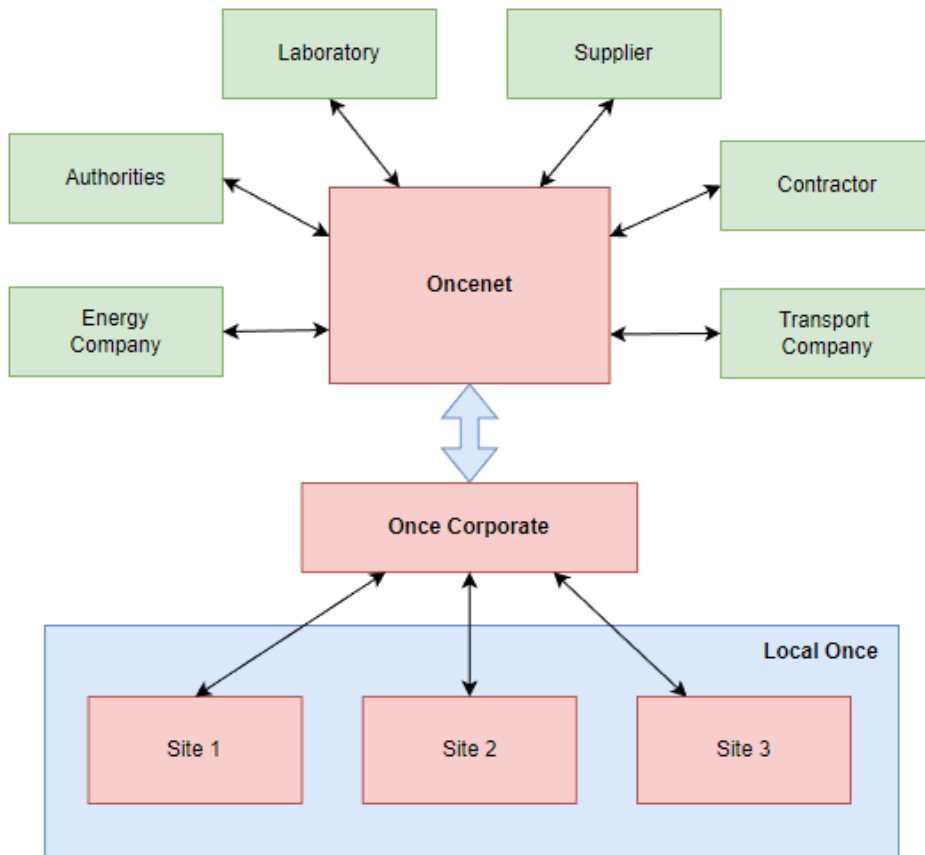 Laboratory
Supplier
Authorities
Contractor
Oncenet
Energy
Company
Transport
Company
Once Corporate
Local Once
Site 1
Site 2
Site 3